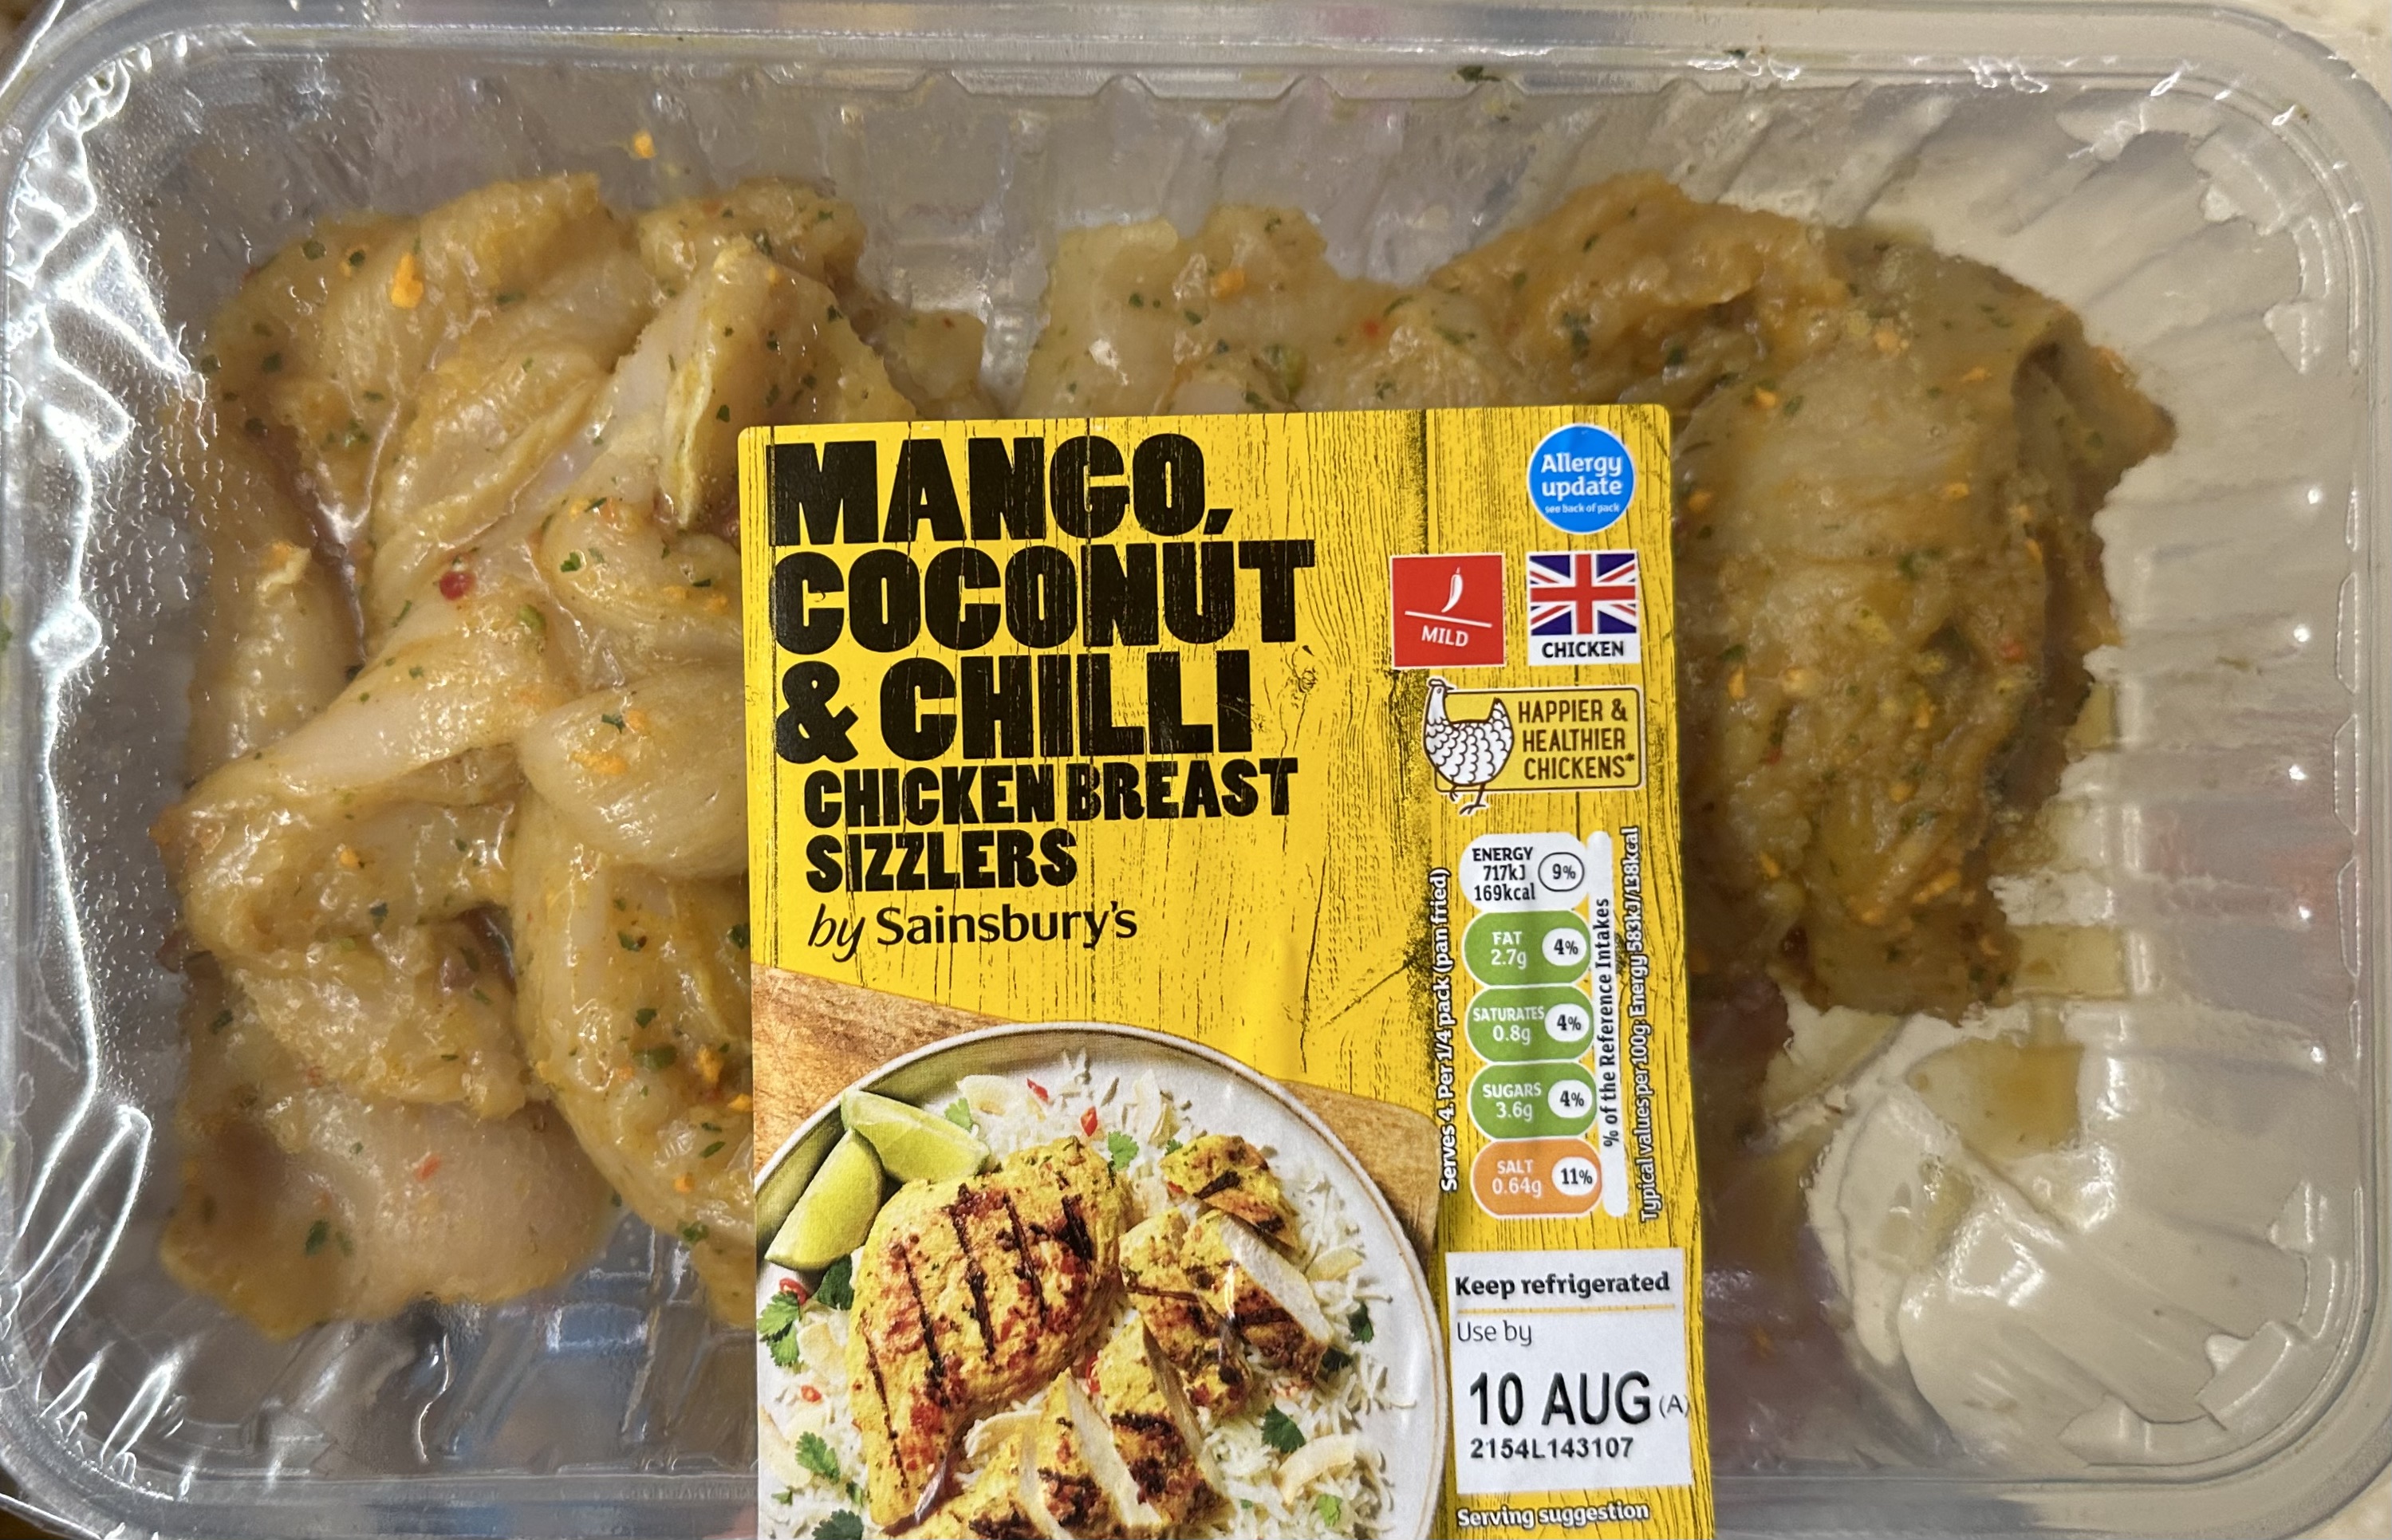 MANGO,
COCONUT
& CHILLI
CHICKEN BREAST
SIZZLERS
by Sainsbury's
Allergy
update
see back of pack
MILD
CHICKEN
HAPPIER &
HEALTHIER
CHICKENS*
Serves 4. Per 1/4 pack (pan fried)
ENERGY
717kJ
169kcal
9%
FAT
2.7g
4%
SATURATES
0.8g
4%
SUGARS
3.6g
4%
SALT
0.64g
11%
% of the Reference Intakes
Typical values per 100g: Energy 583kJ/138kcal
Keep refrigerated
Use by
10 AUG (A)
2154L143107
Serving suggestion